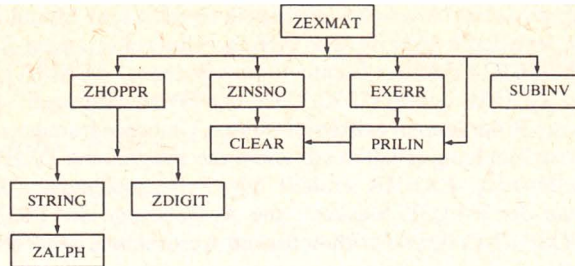 ZEXMAT
ZHOPPR ZINSNO EXERR SUBINV
CLEAR PRILIN
STRING ZDIGIT
ZALPH